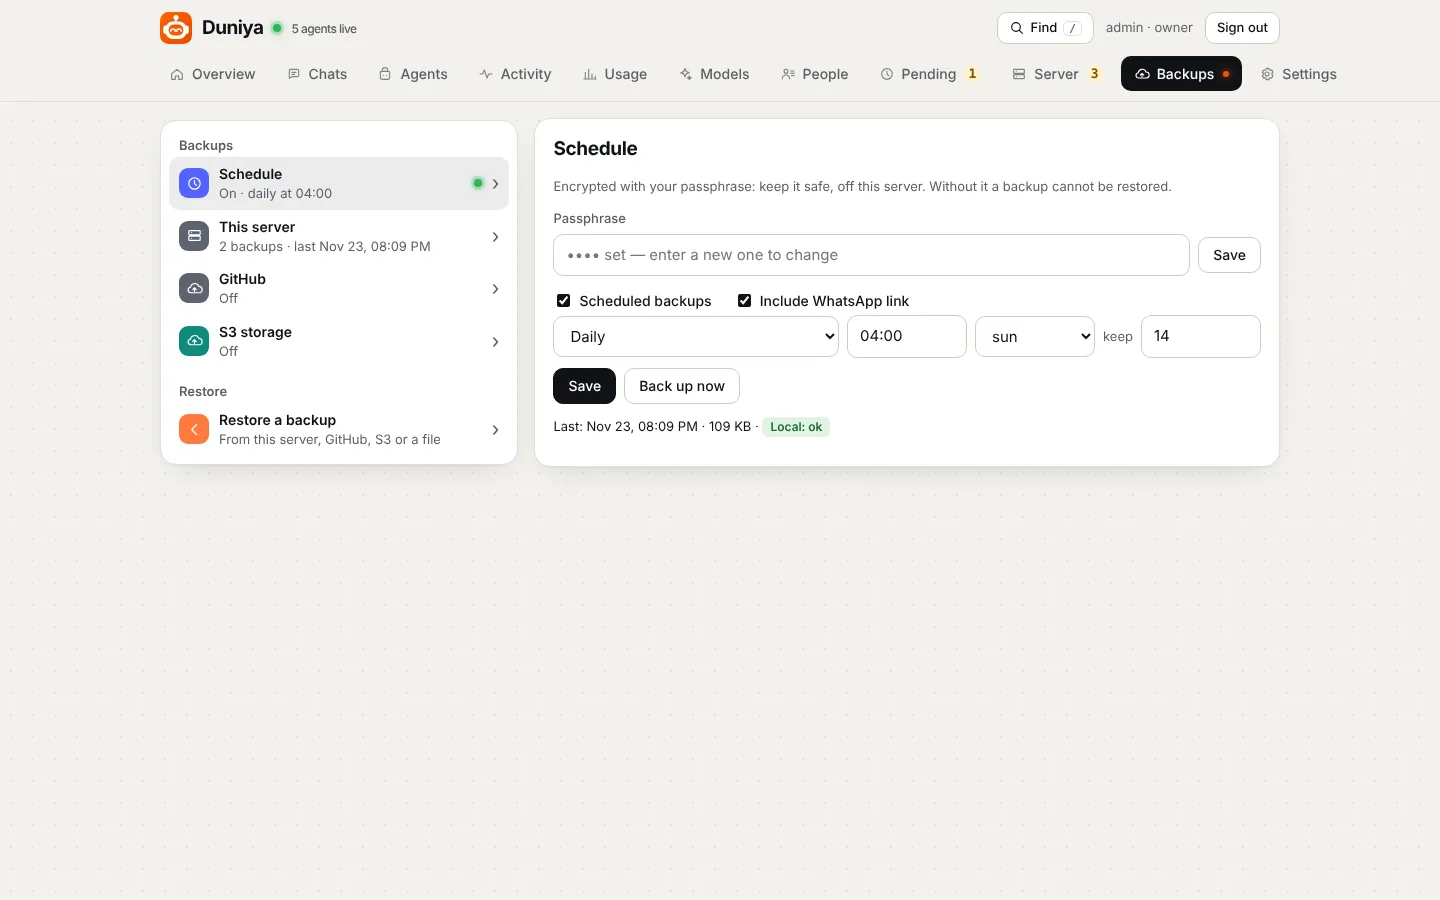 Duniya
5 agents live
Find /
admin · owner
Sign out
Overview
Chats
Agents
Activity
Usage
Models
People
Pending 1
Server 3
Backups
Settings
Backups
Schedule
On · daily at 04:00
This server
2 backups · last Nov 23, 08:09 PM
GitHub
Off
S3 storage
Off
Restore
Restore a backup
From this server, GitHub, S3 or a file
Schedule
Encrypted with your passphrase: keep it safe, off this server. Without it a backup cannot be restored.
Passphrase
•••• set — enter a new one to change
Save
Scheduled backups
Include WhatsApp link
Daily
04:00
sun
keep
14
Save
Back up now
Last: Nov 23, 08:09 PM · 109 KB · Local: ok